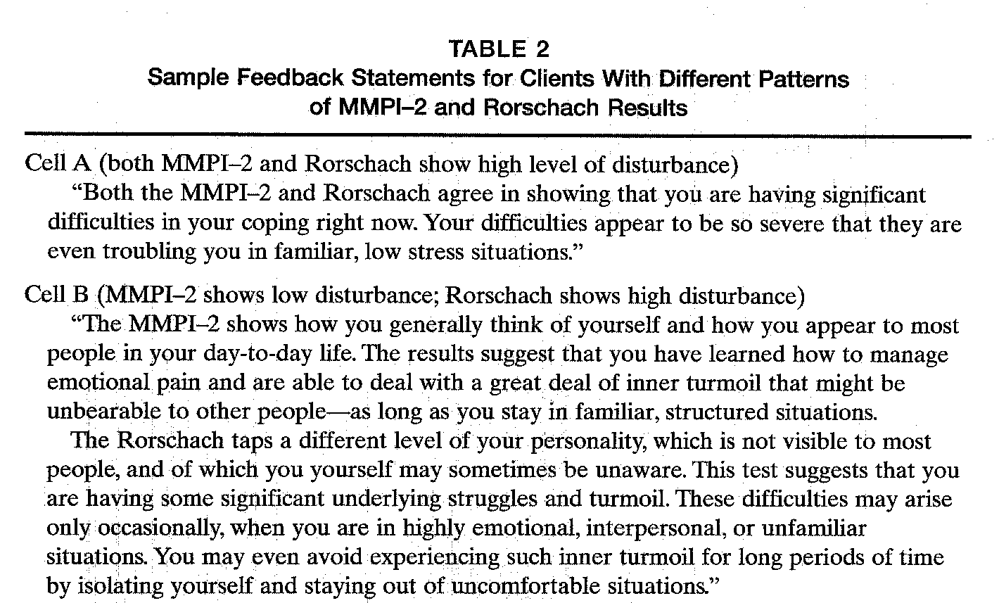 TABLE 2
Sample Feedback Statements for Clients With Different Patterns
of MMPI–2 and Rorschach Results
Cell A (both MMPI–2 and Rorschach show high level of disturbance)
“Both the MMPI–2 and Rorschach agree in showing that you are having significant
difficulties in your coping right now. Your difficulties appear to be so severe that they are
even troubling you in familiar, low stress situations.”
Cell B (MMPI–2 shows low disturbance; Rorschach shows high disturbance)
“The MMPI–2 shows how you generally think of yourself and how you appear to most
people in your day-to-day life. The results suggest that you have learned how to manage
emotional pain and are able to deal with a great deal of inner turmoil that might be
unbearable to other people—as long as you stay in familiar, structured situations.
The Rorschach taps a different level of your personality, which is not visible to most
people, and of which you yourself may sometimes be unaware. This test suggests that you
are having some significant underlying struggles and turmoil. These difficulties may arise
only occasionally, when you are in highly emotional, interpersonal, or unfamiliar
situations. You may even avoid experiencing such inner turmoil for long periods of time
by isolating yourself and staying out of uncomfortable situations.”